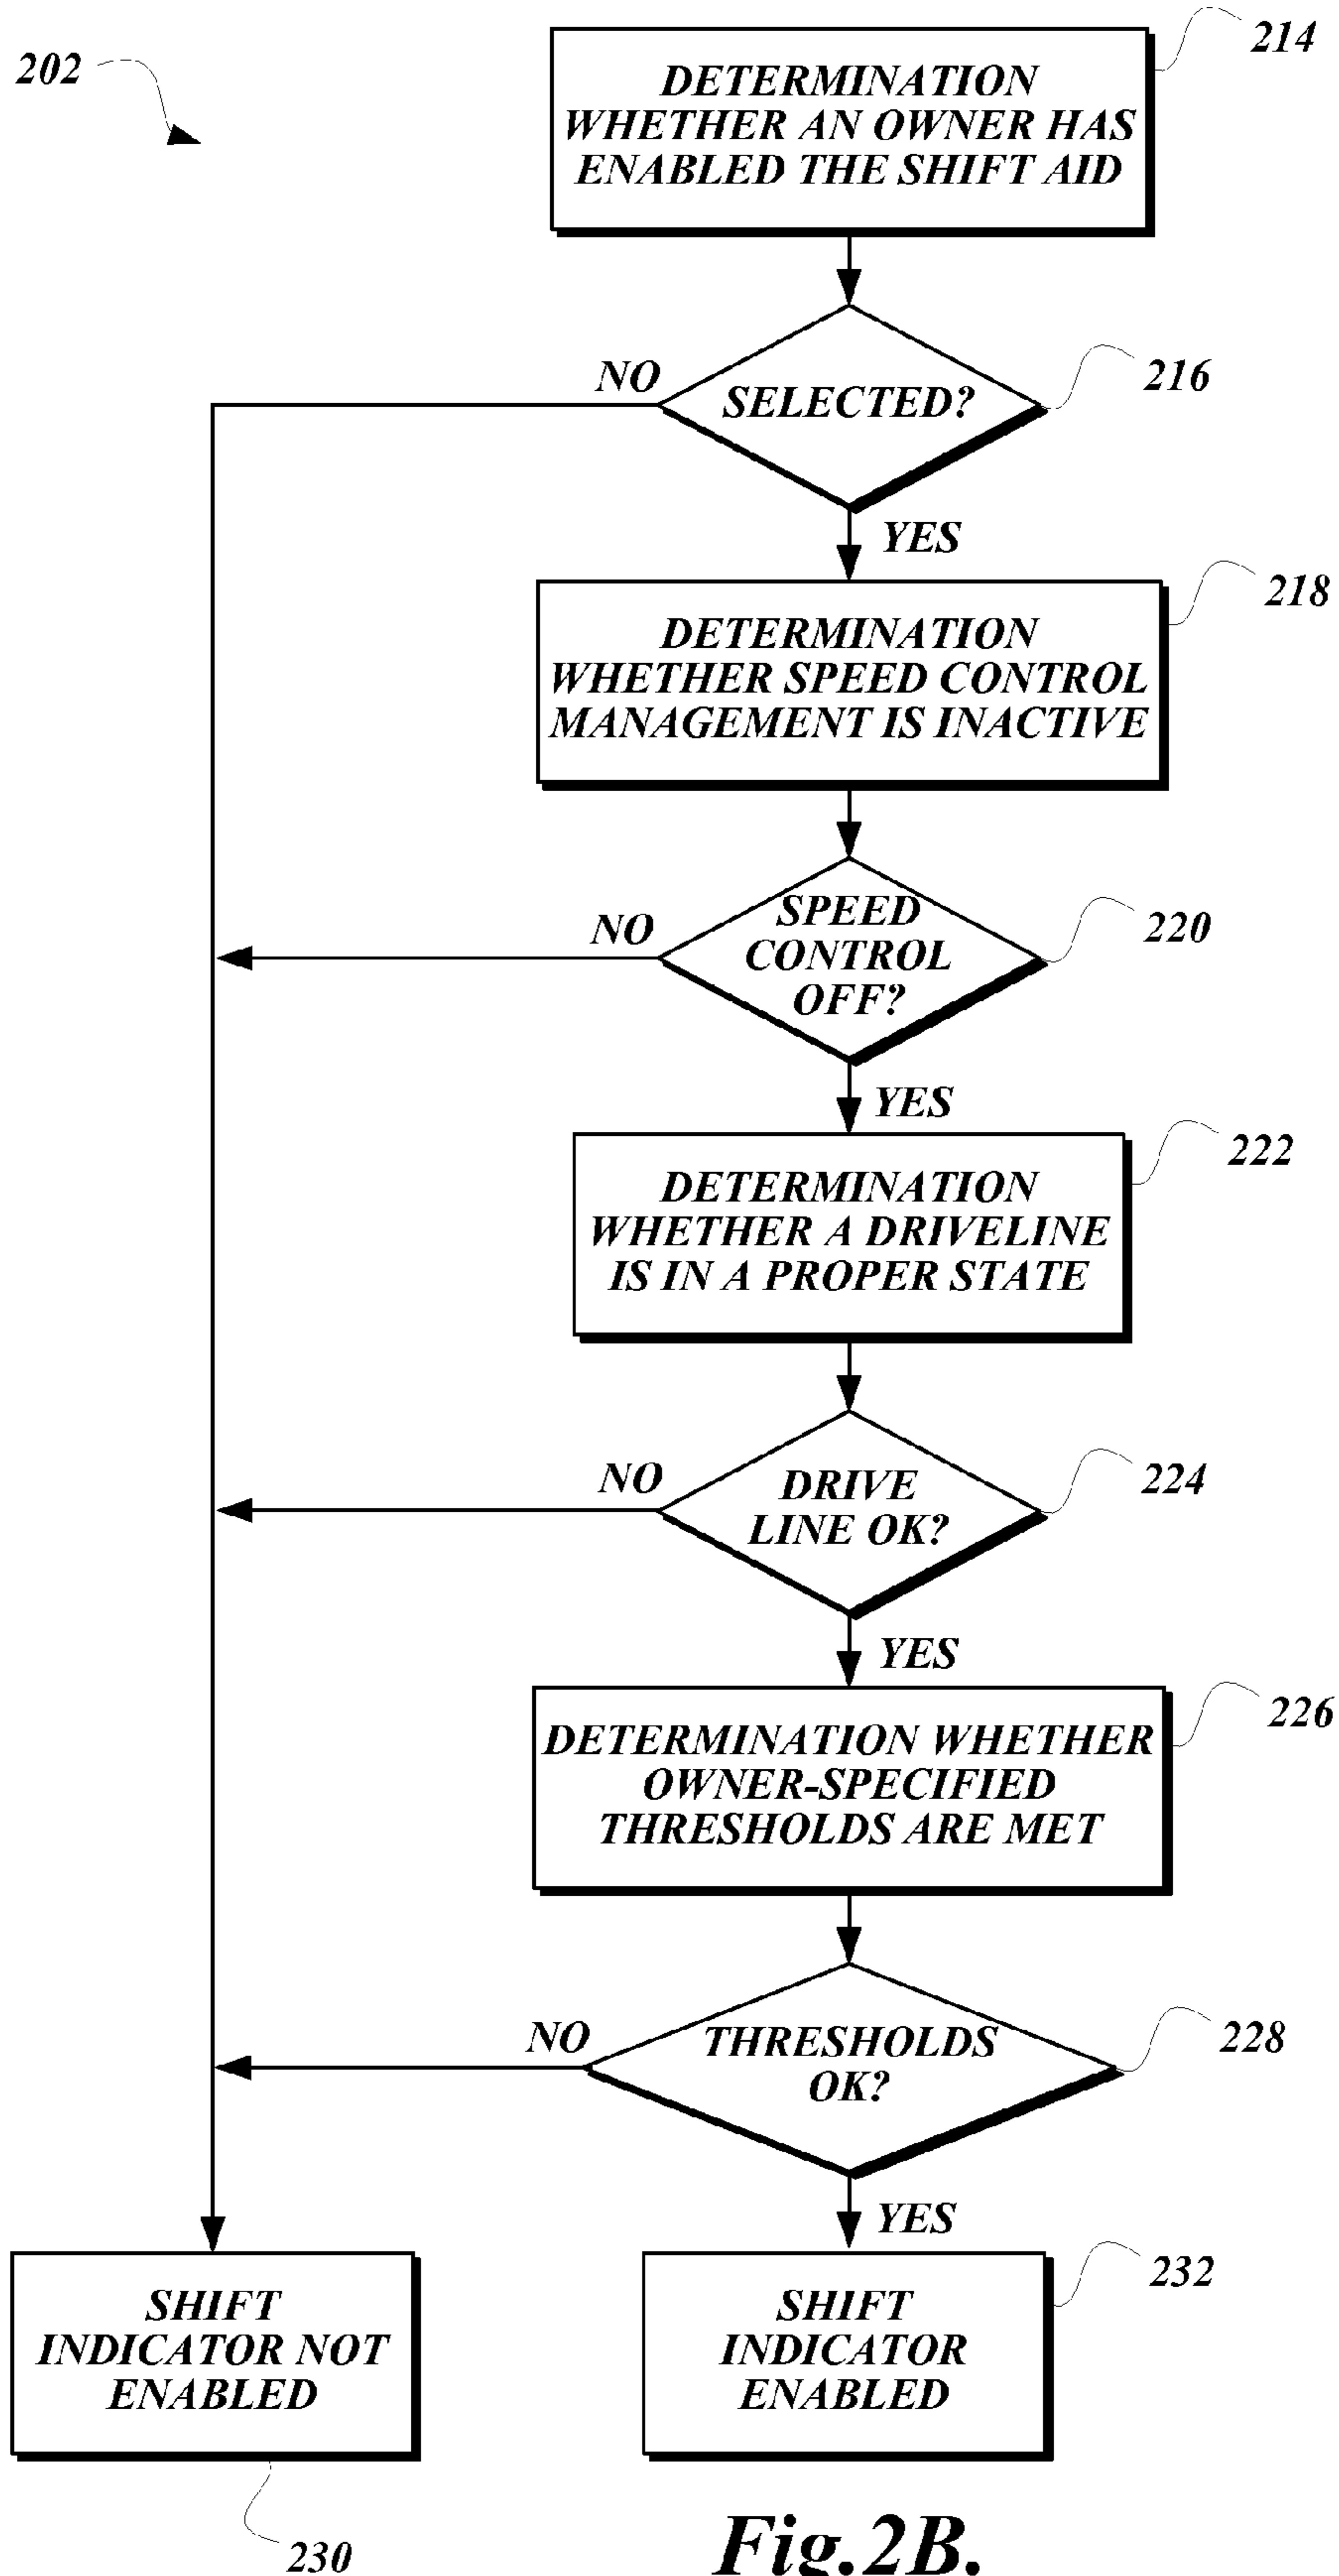 202
214
DETERMINATION
WHETHER AN OWNER HAS
ENABLED THE SHIFT AID
NO
SELECTED?
216
YES
218
DETERMINATION
WHETHER SPEED CONTROL
MANAGEMENT IS INACTIVE
NO
SPEED
CONTROL
OFF?
220
YES
222
DETERMINATION
WHETHER A DRIVELINE
IS IN A PROPER STATE
NO
DRIVE
LINE OK?
224
YES
226
DETERMINATION WHETHER
OWNER-SPECIFIED
THRESHOLDS ARE MET
NO
THRESHOLDS
OK?
228
YES
232
SHIFT
INDICATOR NOT
ENABLED
SHIFT
INDICATOR
ENABLED
230
Fig.2B.